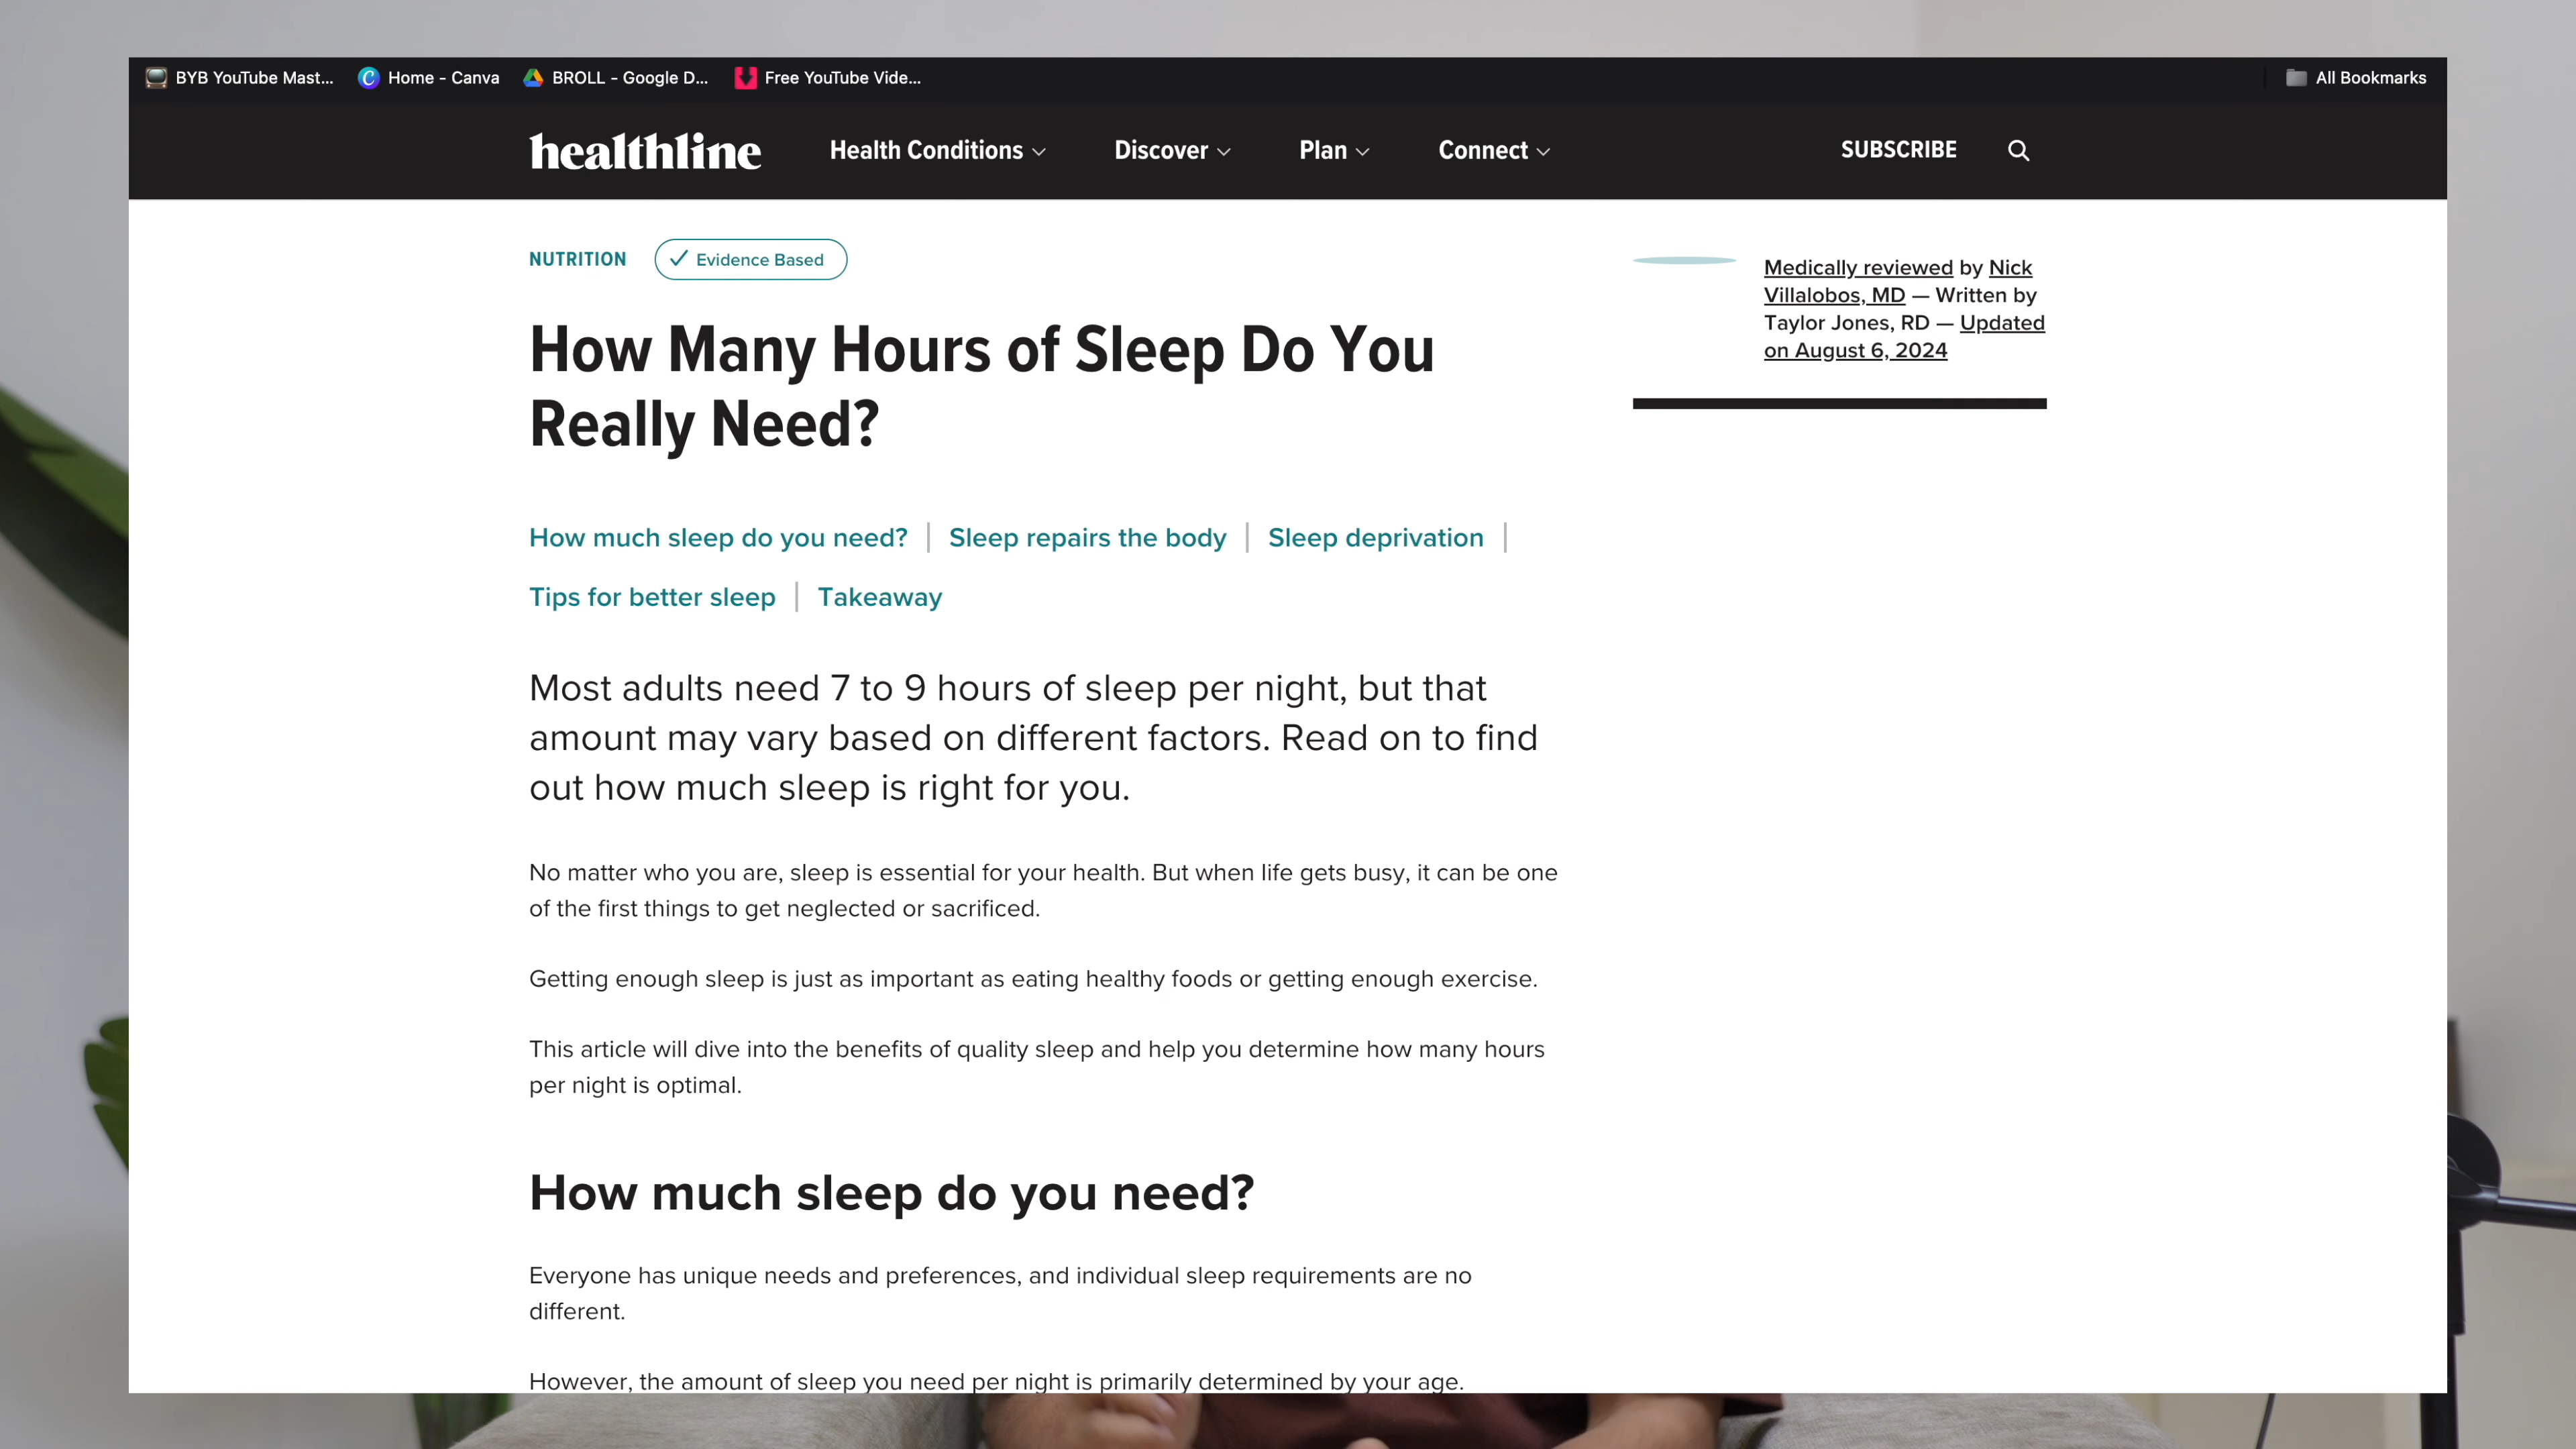 BYB YouTube Mast... Home - Canva BROLL - Google D... Free YouTube Vide... All Bookmarks
healthline Health Conditions Discover Plan Connect SUBSCRIBE
NUTRITION Evidence Based
How Many Hours of Sleep Do You
Really Need?
Medically reviewed by Nick
Villalobos, MD — Written by
Taylor Jones, RD — Updated
on August 6, 2024
How much sleep do you need? | Sleep repairs the body | Sleep deprivation |
Tips for better sleep | Takeaway
Most adults need 7 to 9 hours of sleep per night, but that
amount may vary based on different factors. Read on to find
out how much sleep is right for you.
No matter who you are, sleep is essential for your health. But when life gets busy, it can be one
of the first things to get neglected or sacrificed.
Getting enough sleep is just as important as eating healthy foods or getting enough exercise.
This article will dive into the benefits of quality sleep and help you determine how many hours
per night is optimal.
How much sleep do you need?
Everyone has unique needs and preferences, and individual sleep requirements are no
different.
However, the amount of sleep you need per night is primarily determined by your age.